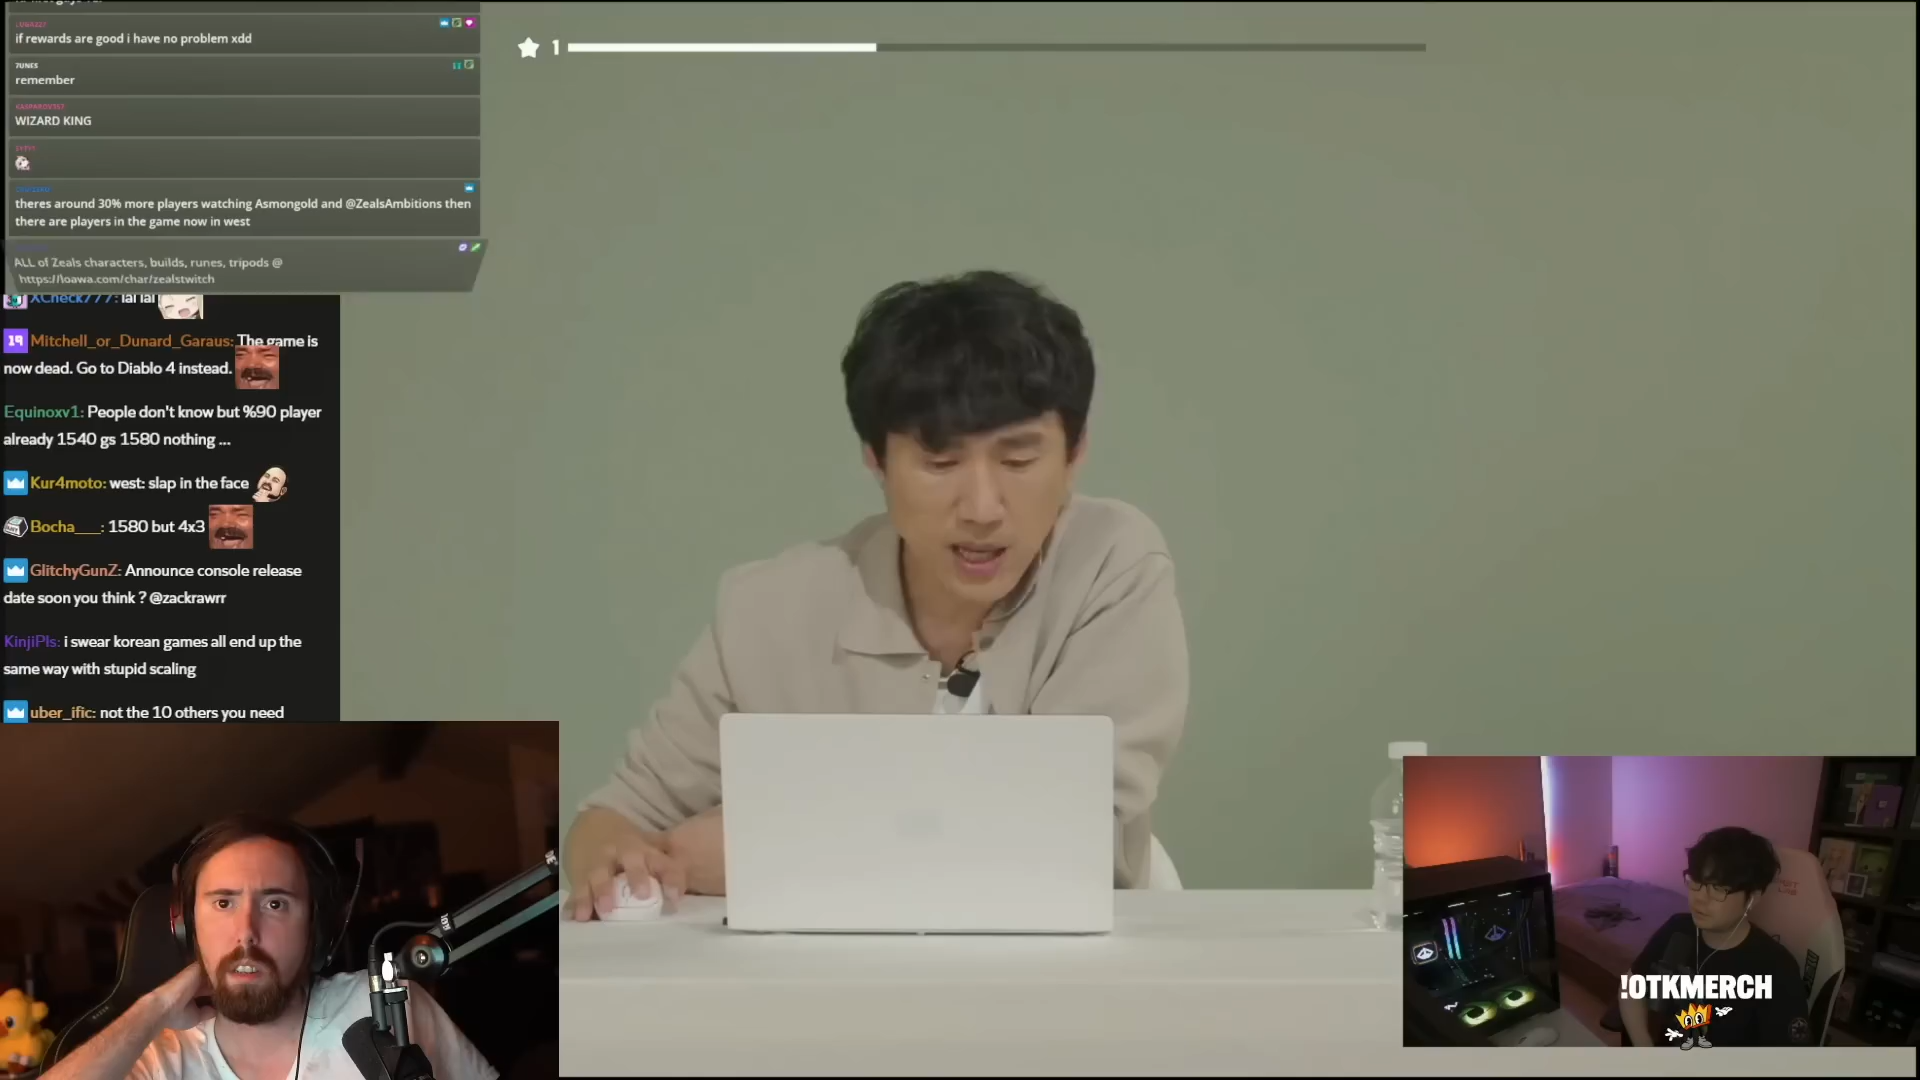 if rewards are good i have no problem xdd
7UNES
remember
WIZARD KING
theres around 30% more players watching Asmongold and @ZealsAmbitions then
there are players in the game now in west
ALL of Zeals characters, builds, runes, tripods @
https://loawa.com/char/zealstwitch
XCheck777: lal lal
19 Mitchell_or_Dunard_Garaus: The game is
now dead. Go to Diablo 4 instead.
Equinoxv1: People don't know but %90 player
already 1540 gs 1580 nothing ...
Kur4moto: west: slap in the face
Bocha___: 1580 but 4x3
GlitchyGunZ: Announce console release
date soon you think ? @zackrawrr
KinjiPls: i swear korean games all end up the
same way with stupid scaling
uber_ific: not the 10 others you need
1
!OTKMERCH